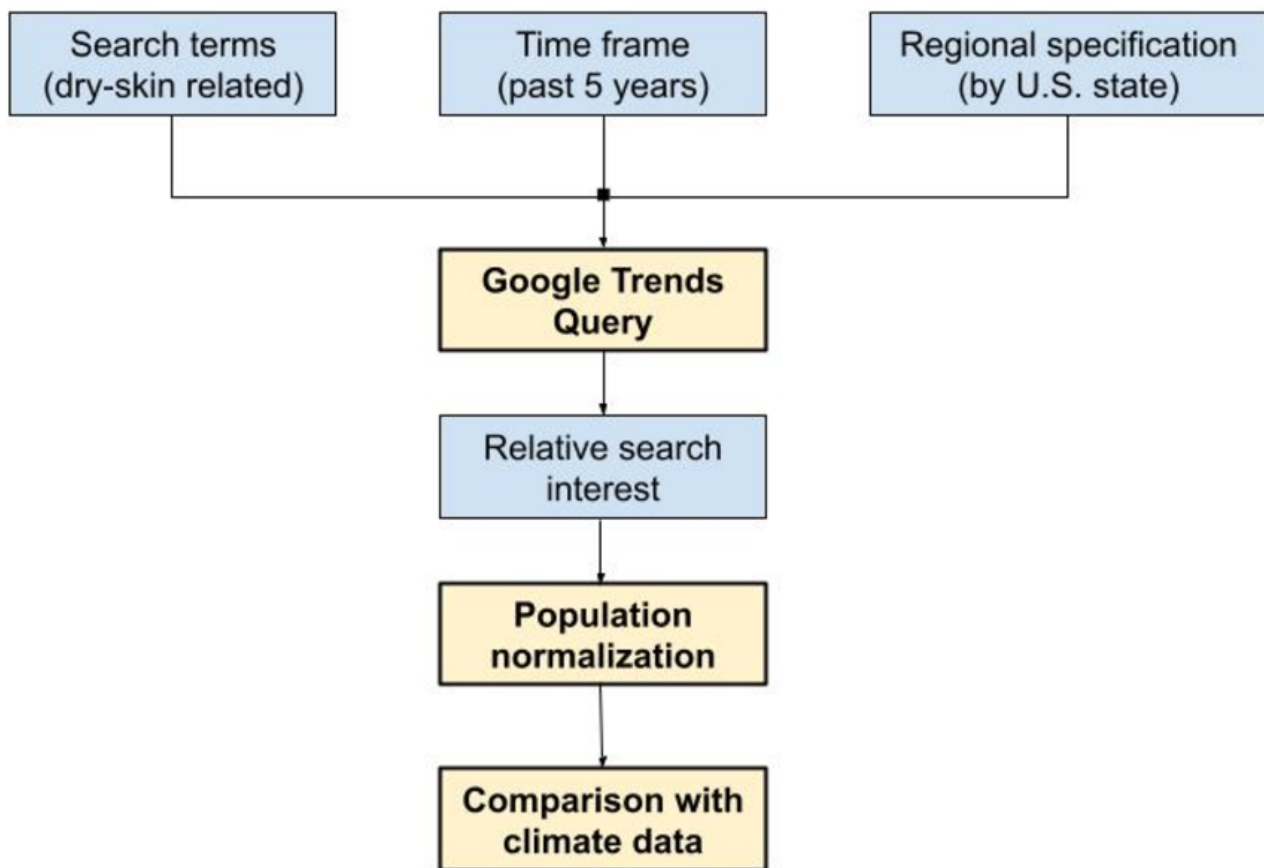 Search terms
(dry-skin related)
Time frame
(past 5 years)
Regional specification
(by U.S. state)
Google Trends
Query
Relative search
interest
Population
normalization
Comparison with
climate data